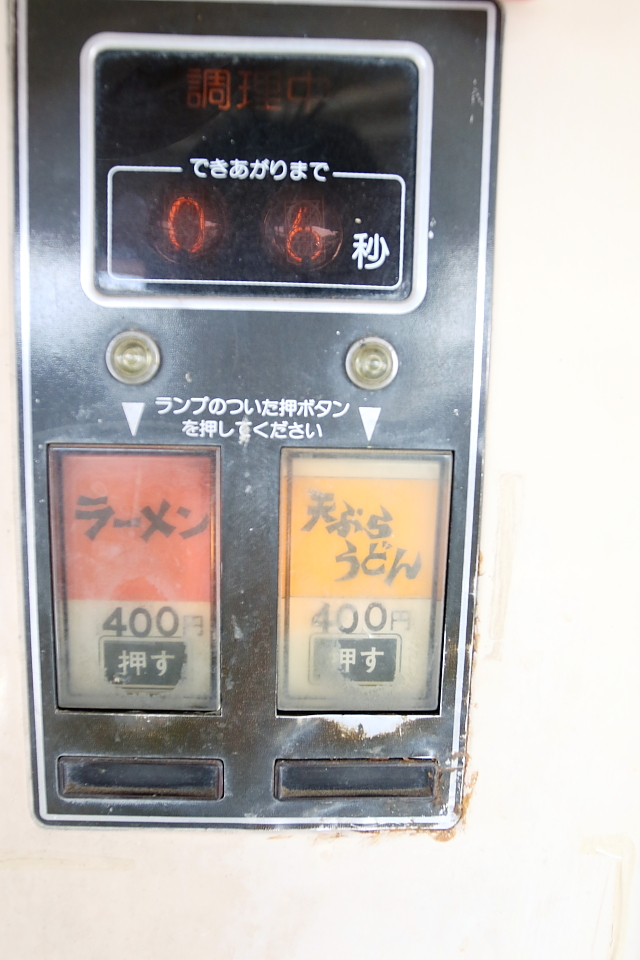 調理中
できあがりまで
06秒
ランプのついた押ボタン
を押してください
ラーメン
400円
押す
天ぷら
うどん
400円
押す